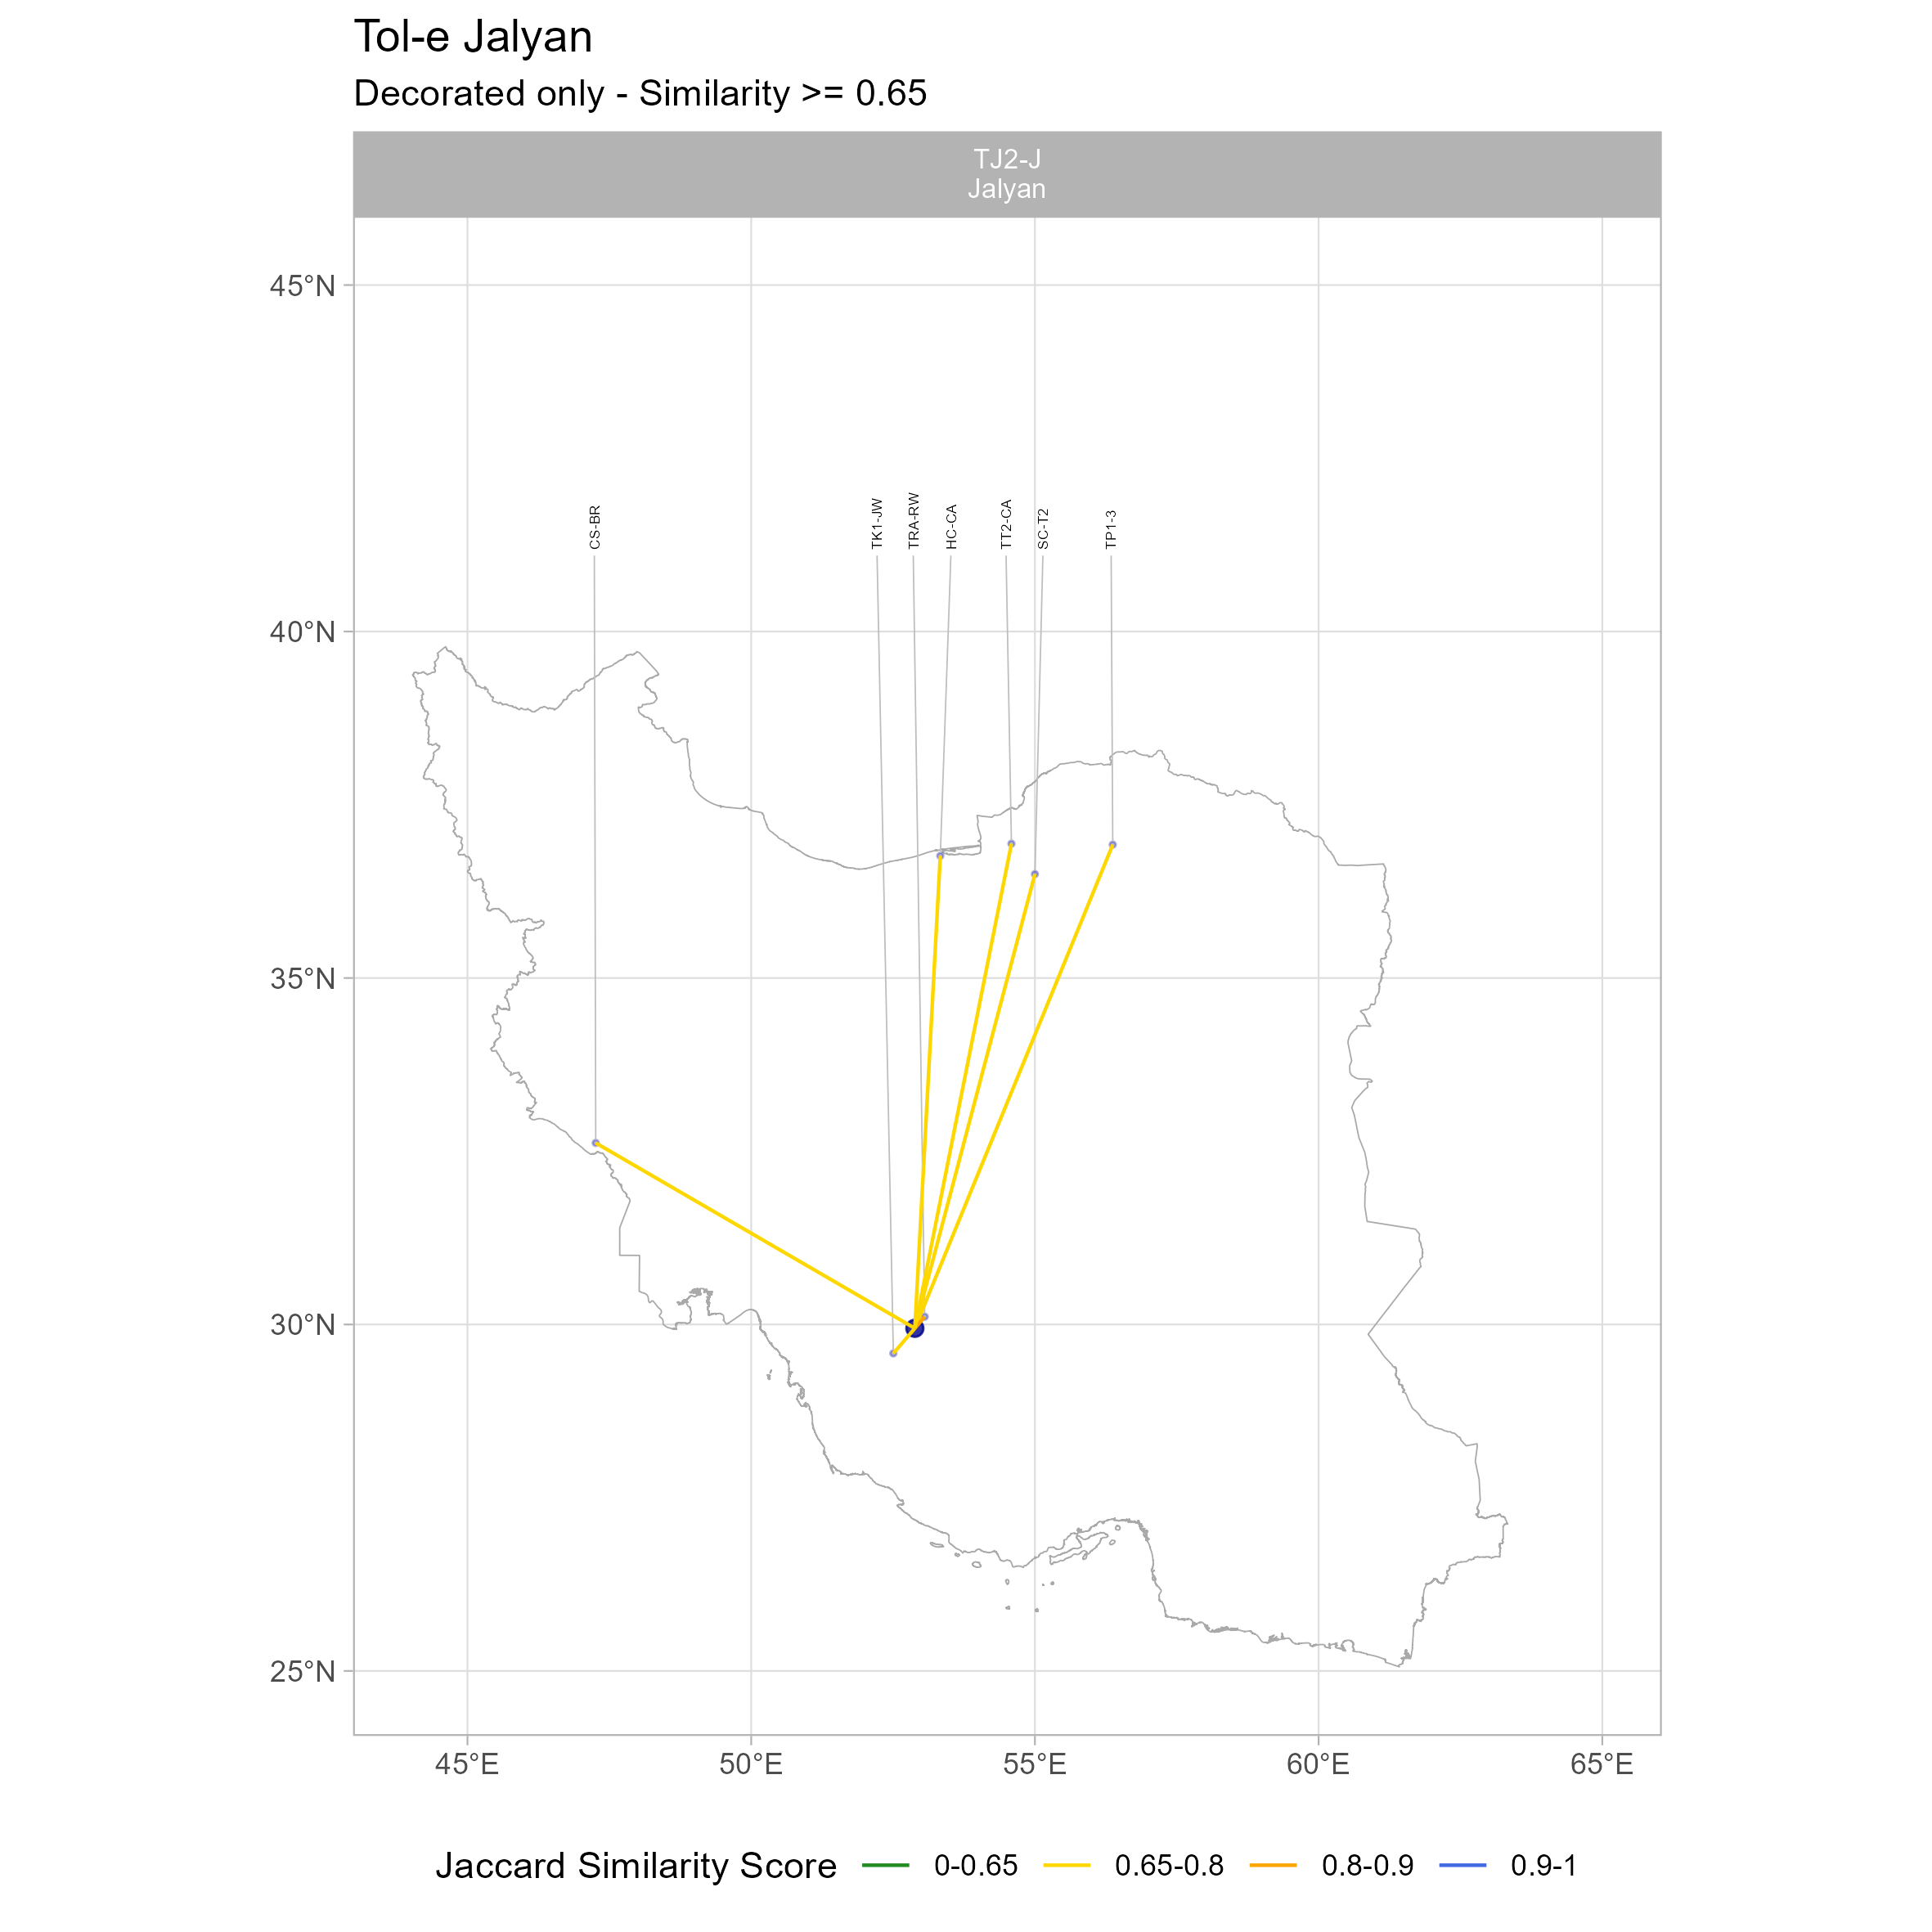 Tol-e Jalyan
Decorated only - Similarity >= 0.65
TJ2-J
Jalyan
45°N
40°N
35°N
30°N
25°N
CS-BR
TK1-JW
TRA-RW
HC-CA
TT2-CA
SC-T2
TP1-3
45°E
50°E
55°E
60°E
65°E
Jaccard Similarity Score 0-0.65 0.65-0.8 0.8-0.9 0.9-1